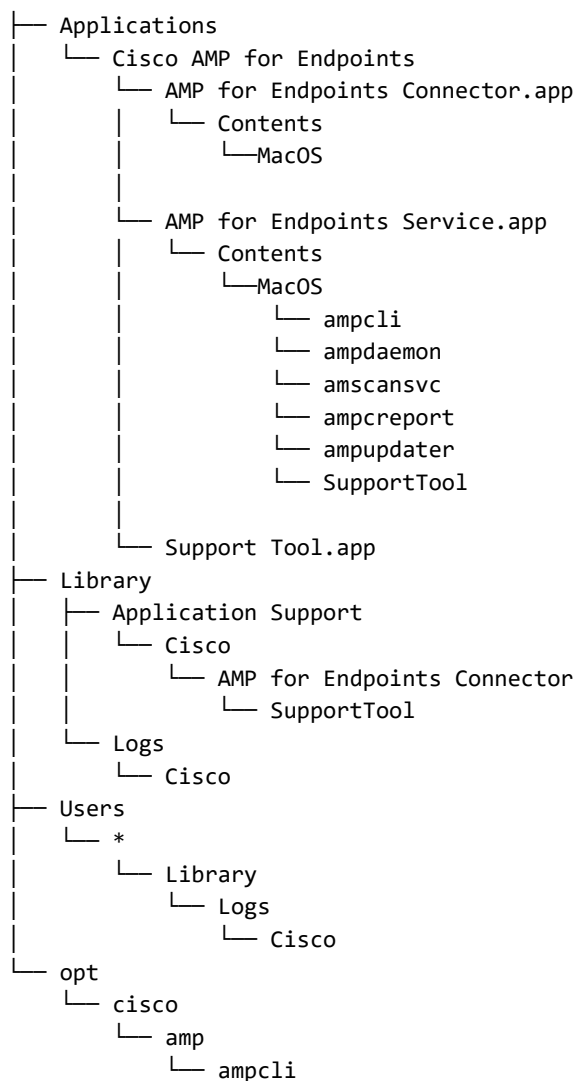 ├── Applications
│   └── Cisco AMP for Endpoints
│       └── AMP for Endpoints Connector.app
│       │   └── Contents
│       │       └──MacOS
│       │
│       └── AMP for Endpoints Service.app
│       │   └── Contents
│       │       └──MacOS
│       │           └── ampcli
│       │           └── ampdaemon
│       │           └── amscansvc
│       │           └── ampcreport
│       │           └── ampupdater
│       │           └── SupportTool
│       │
│       └── Support Tool.app
├── Library
│   ├── Application Support
│   │   └── Cisco
│   │       └── AMP for Endpoints Connector
│   │           └── SupportTool
│   └── Logs
│       └── Cisco
├── Users
│   └── *
│       └── Library
│           └── Logs
│               └── Cisco
└── opt
    └── cisco
        └── amp
            └── ampcli